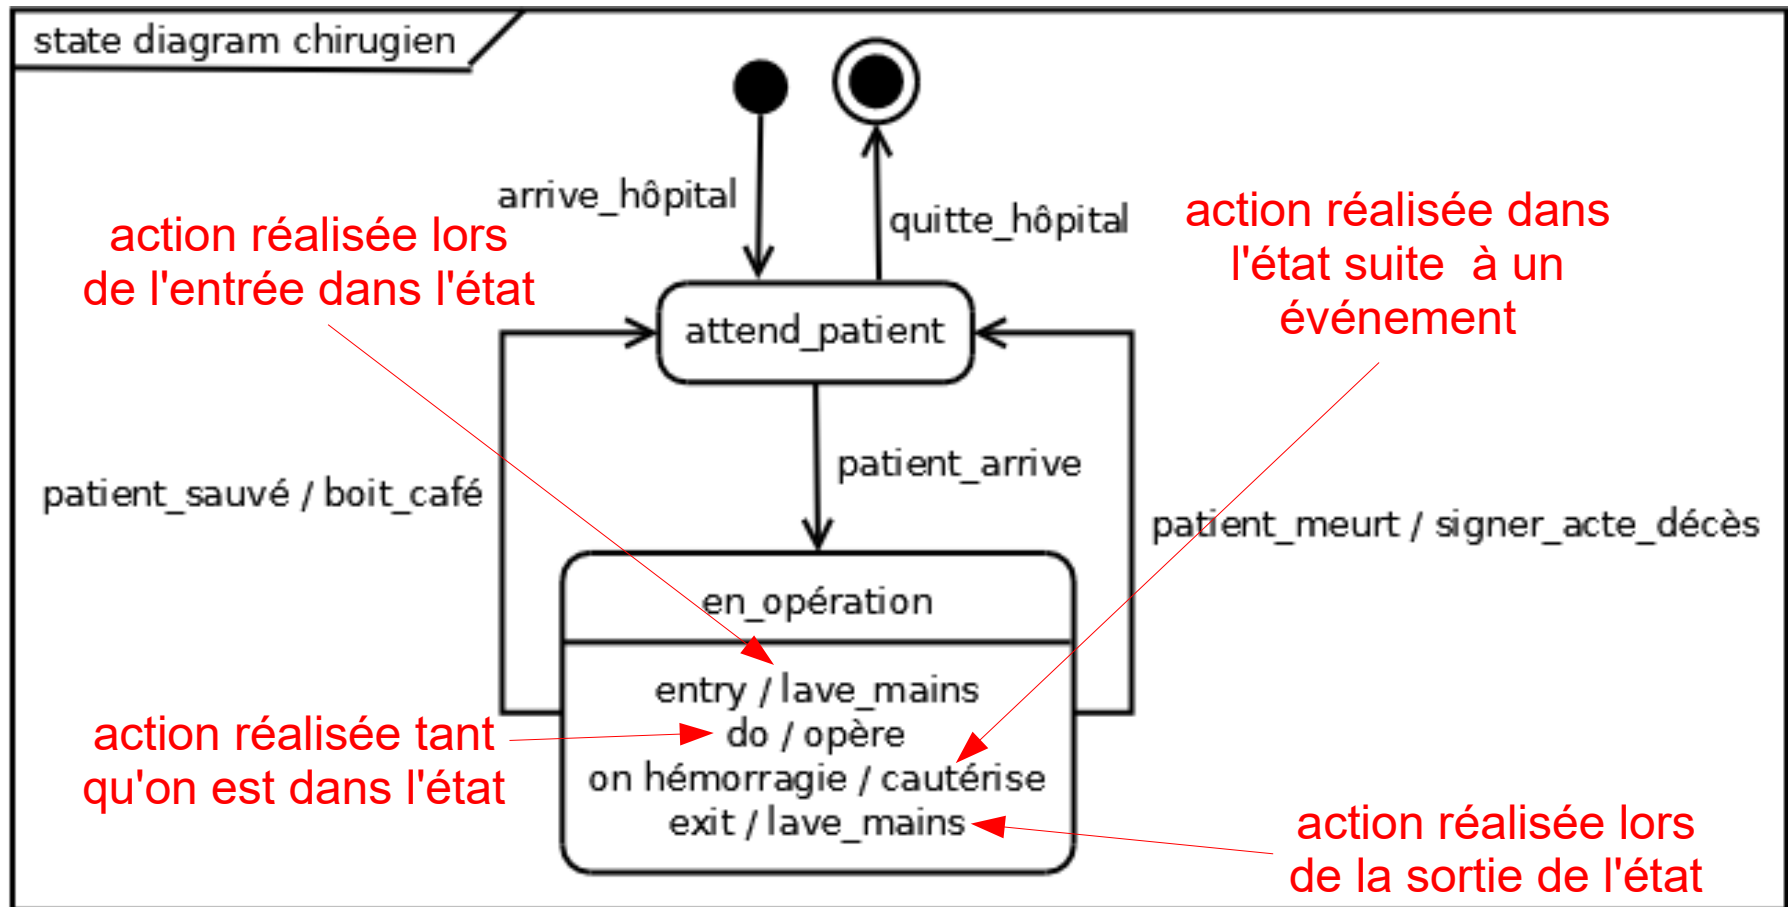 state diagram chirugien
arrive_hôpital
quitte_hôpital
action réalisée lors
de l'entrée dans l'état
action réalisée dans
l'état suite  à un
événement
attend_patient
patient_sauvé / boit_café
patient_arrive
patient_meurt / signer_acte_décès
en_opération
entry / lave_mains
do / opère
on hémorragie / cautérise
exit / lave_mains
action réalisée tant
qu'on est dans l'état
action réalisée lors
de la sortie de l'état